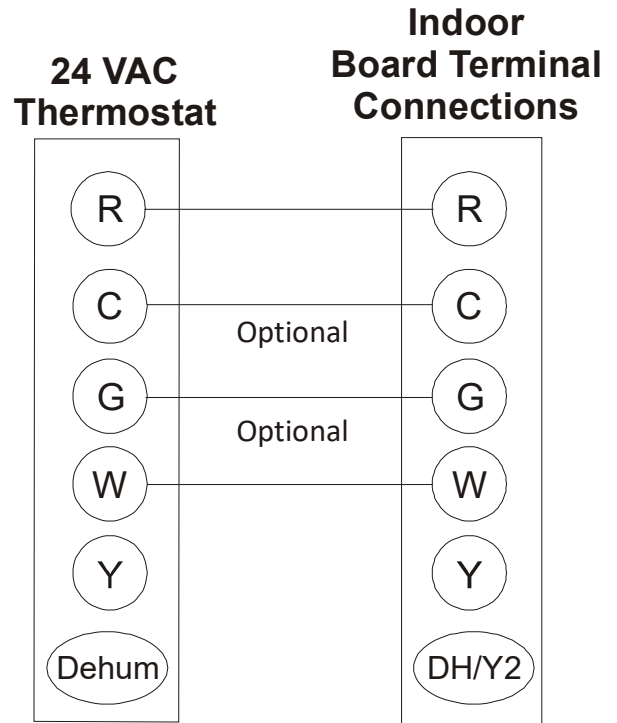 24 VAC
Thermostat
Indoor
Board Terminal
Connections
R
R
C
C
Optional
G
G
Optional
W
W
Y
Y
Dehum
DH/Y2